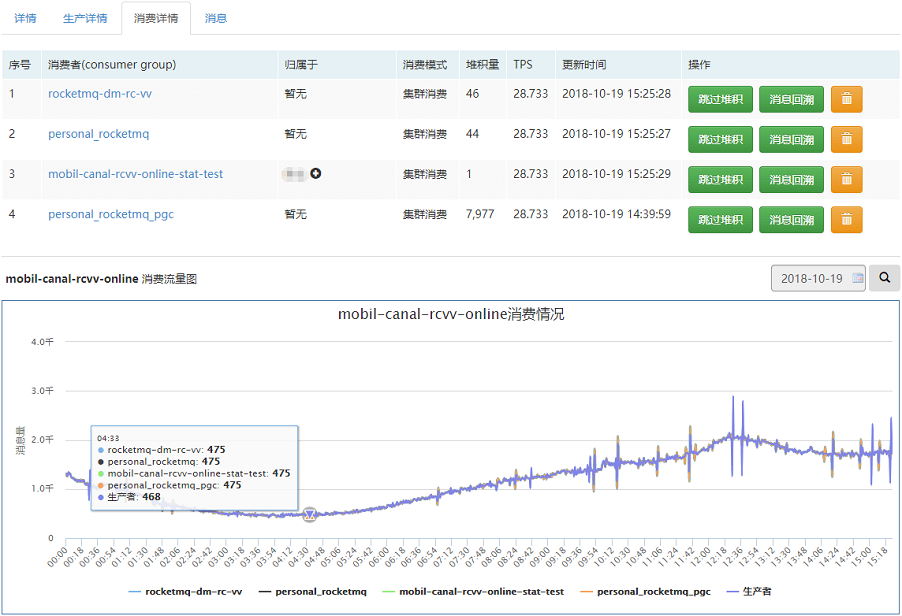 详情 生产详情 消费详情 消息
序号 消费者(consumer group) 归属于 消费模式 堆积量 TPS 更新时间 操作
1 rocketmq-dm-rc-vv 暂无 集群消费 46 28.733 2018-10-19 15:25:28 跳过堆积 消息回溯
2 personal_rocketmq 暂无 集群消费 44 28.733 2018-10-19 15:25:27 跳过堆积 消息回溯
3 mobil-canal-rcvv-online-stat-test 集群消费 1 28.733 2018-10-19 15:25:29 跳过堆积 消息回溯
4 personal_rocketmq_pgc 暂无 集群消费 7,977 28.733 2018-10-19 14:39:59 跳过堆积 消息回溯
mobil-canal-rcvv-online 消费流量图 2018-10-19
mobil-canal-rcvv-online消费情况
消息量
4.0千
3.0千
2.0千
1.0千
0
04:33
rocketmq-dm-rc-vv: 475
personal_rocketmq: 475
mobil-canal-rcvv-online-stat-test: 475
personal_rocketmq_pgc: 475
生产者: 468
00:00 00:18 00:36 00:54 01:12 01:30 01:48 02:06 02:24 02:42 03:00 03:18 03:36 03:54 04:12 04:30 04:48 05:06 05:24 05:42 06:00 06:18 06:36 06:54 07:12 07:30 07:48 08:06 08:24 08:42 09:00 09:18 09:36 09:54 10:12 10:30 10:48 11:06 11:24 11:42 12:00 12:18 12:36 12:54 13:12 13:30 13:48 14:06 14:24 14:42 15:00 15:18
rocketmq-dm-rc-vv personal_rocketmq mobil-canal-rcvv-online-stat-test personal_rocketmq_pgc 生产者